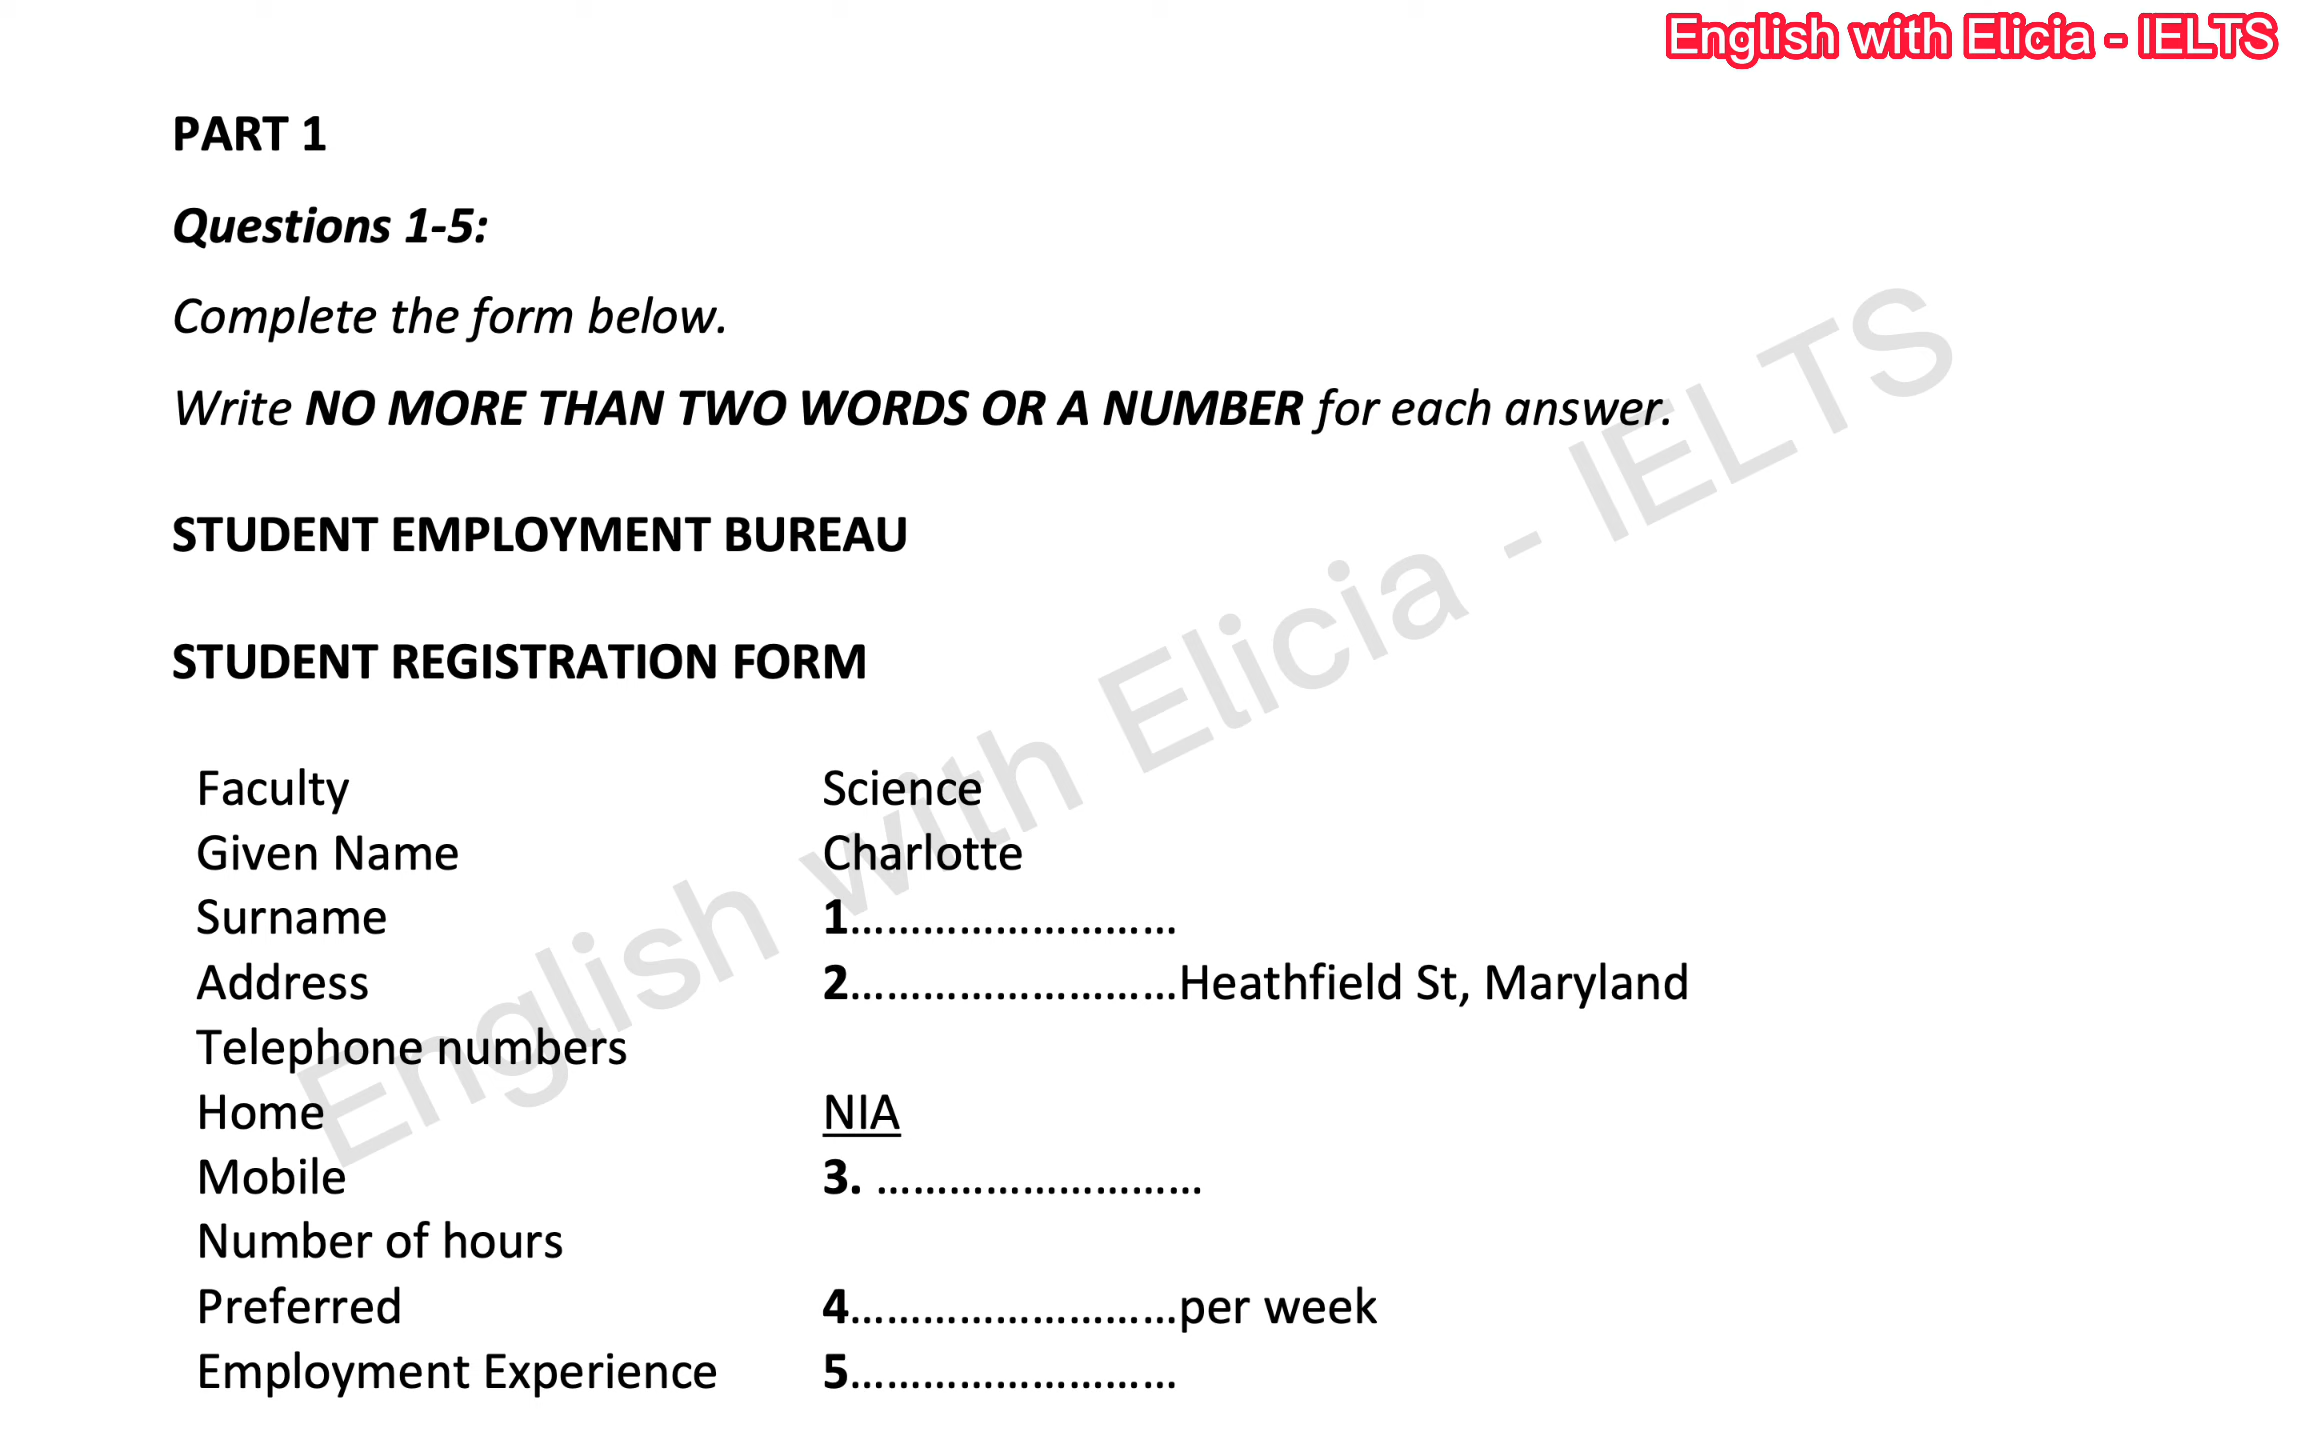 English with Elicia - IELTS
PART 1
Questions 1-5:
Complete the form below.
Write NO MORE THAN TWO WORDS OR A NUMBER for each answer.
STUDENT EMPLOYMENT BUREAU
STUDENT REGISTRATION FORM
Faculty Science
Given Name Charlotte
Surname 1...........................
Address 2...........................Heathfield St, Maryland
Telephone numbers
Home NIA
Mobile 3. ...........................
Number of hours
Preferred 4...........................per week
Employment Experience 5...........................
English with Elicia - IELTS